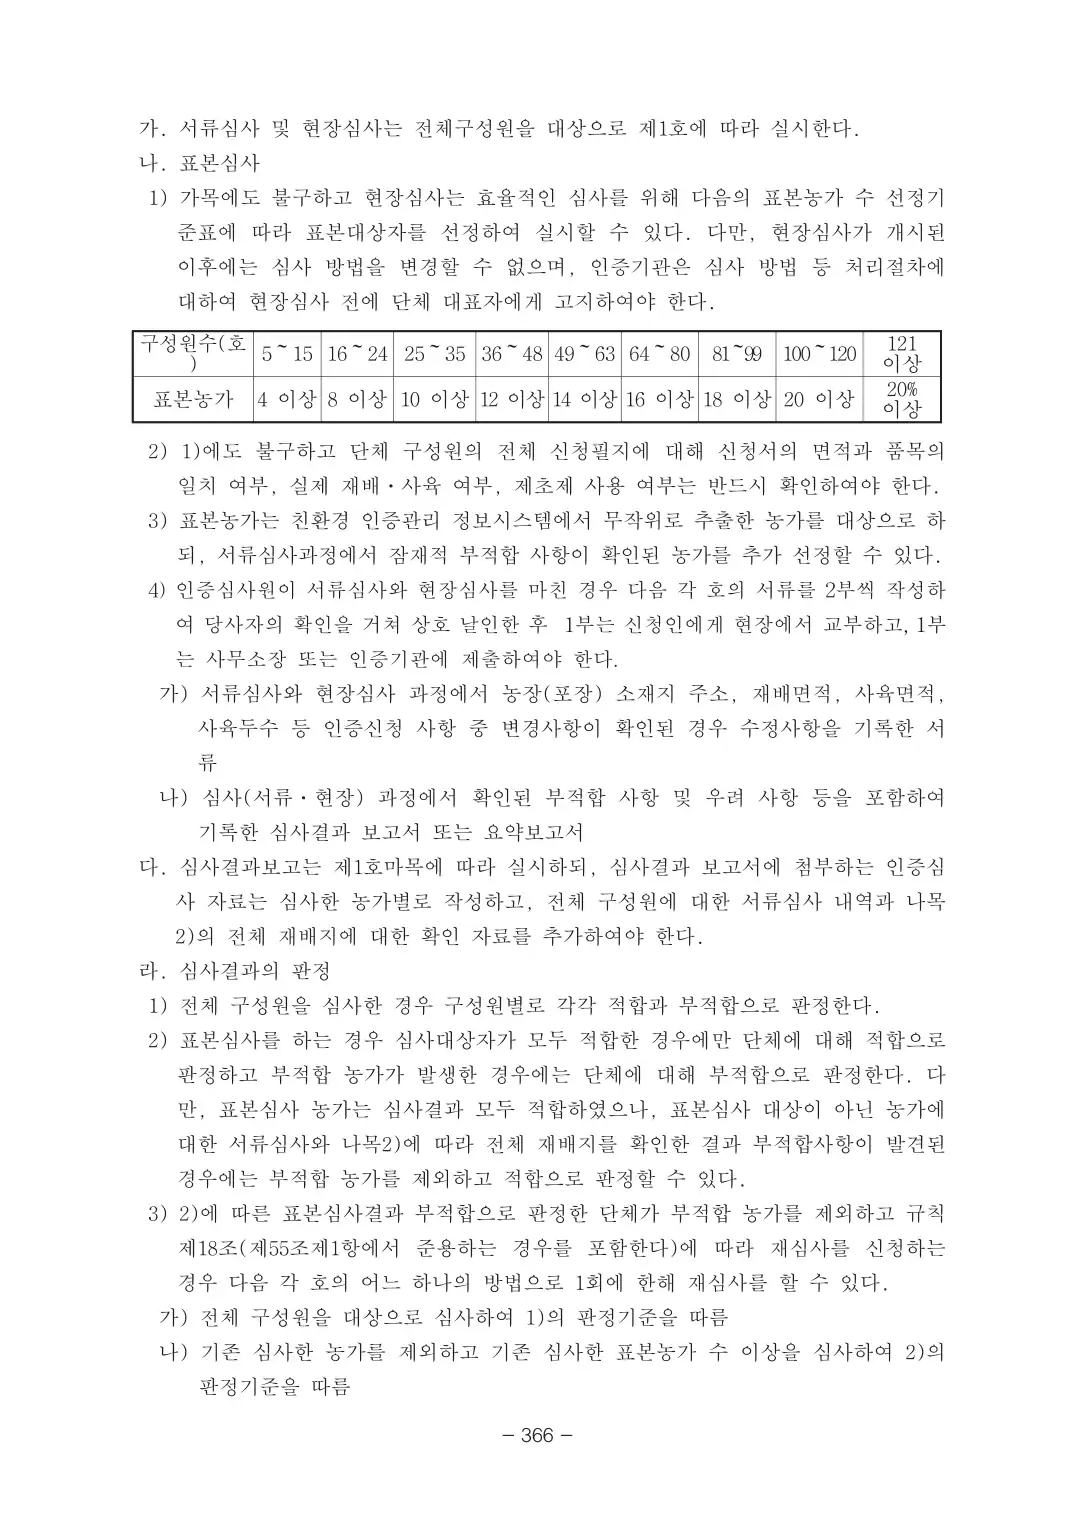 가. 서류심사 및 현장심사는 전체구성원을 대상으로 제1호에 따라 실시한다.
나. 표본심사
1) 가목에도 불구하고 현장심사는 효율적인 심사를 위해 다음의 표본농가 수 선정기
준표에 따라 표본대상자를 선정하여 실시할 수 있다. 다만, 현장심사가 개시된
이후에는 심사 방법을 변경할 수 없으며, 인증기관은 심사 방법 등 처리절차에
대하여 현장심사 전에 단체 대표자에게 고지하여야 한다.
구성원수(호) 5~15 16~24 25~35 36~48 49~63 64~80 81~99 100~120 121 이상
표본농가 4 이상 8 이상 10 이상 12 이상 14 이상 16 이상 18 이상 20 이상 20% 이상
2) 1)에도 불구하고 단체 구성원의 전체 신청필지에 대해 신청서의 면적과 품목의
일치 여부, 실제 재배·사육 여부, 제초제 사용 여부는 반드시 확인하여야 한다.
3) 표본농가는 친환경 인증관리 정보시스템에서 무작위로 추출한 농가를 대상으로 하
되, 서류심사과정에서 잠재적 부적합 사항이 확인된 농가를 추가 선정할 수 있다.
4) 인증심사원이 서류심사와 현장심사를 마친 경우 다음 각 호의 서류를 2부씩 작성하
여 당사자의 확인을 거쳐 상호 날인한 후 1부는 신청인에게 현장에서 교부하고, 1부
는 사무소장 또는 인증기관에 제출하여야 한다.
가) 서류심사와 현장심사 과정에서 농장(포장) 소재지 주소, 재배면적, 사육면적,
사육두수 등 인증신청 사항 중 변경사항이 확인된 경우 수정사항을 기록한 서
류
나) 심사(서류·현장) 과정에서 확인된 부적합 사항 및 우려 사항 등을 포함하여
기록한 심사결과 보고서 또는 요약보고서
다. 심사결과보고는 제1호마목에 따라 실시하되, 심사결과 보고서에 첨부하는 인증심
사 자료는 심사한 농가별로 작성하고, 전체 구성원에 대한 서류심사 내역과 나목
2)의 전체 재배지에 대한 확인 자료를 추가하여야 한다.
라. 심사결과의 판정
1) 전체 구성원을 심사한 경우 구성원별로 각각 적합과 부적합으로 판정한다.
2) 표본심사를 하는 경우 심사대상자가 모두 적합한 경우에만 단체에 대해 적합으로
판정하고 부적합 농가가 발생한 경우에는 단체에 대해 부적합으로 판정한다. 다
만, 표본심사 농가는 심사결과 모두 적합하였으나, 표본심사 대상이 아닌 농가에
대한 서류심사와 나목2)에 따라 전체 재배지를 확인한 결과 부적합사항이 발견된
경우에는 부적합 농가를 제외하고 적합으로 판정할 수 있다.
3) 2)에 따른 표본심사결과 부적합으로 판정한 단체가 부적합 농가를 제외하고 규칙
제18조(제55조제1항에서 준용하는 경우를 포함한다)에 따라 재심사를 신청하는
경우 다음 각 호의 어느 하나의 방법으로 1회에 한해 재심사를 할 수 있다.
가) 전체 구성원을 대상으로 심사하여 1)의 판정기준을 따름
나) 기존 심사한 농가를 제외하고 기존 심사한 표본농가 수 이상을 심사하여 2)의
판정기준을 따름
- 366 -